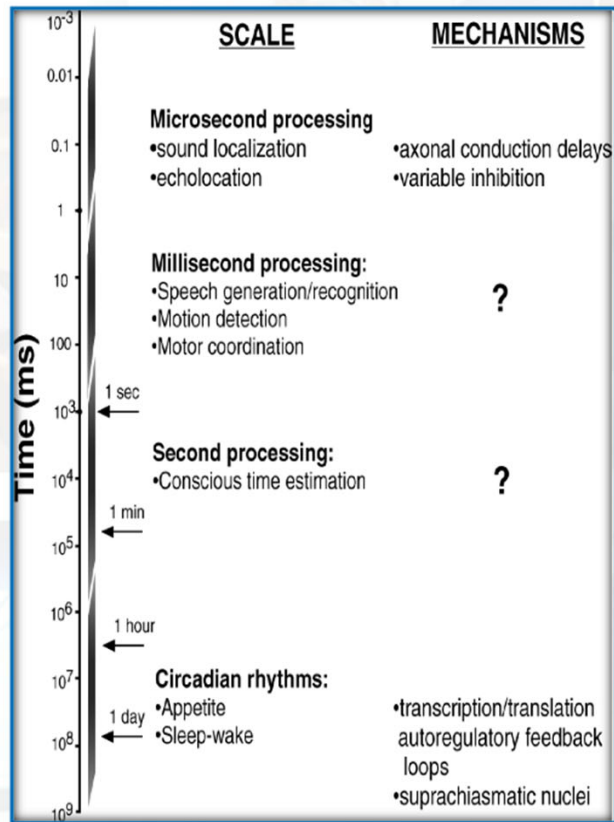 SCALE
MECHANISMS
Time (ms)
10⁻³
0.01
0.1
1
10
100
10³
10⁴
10⁵
10⁶
10⁷
10⁸
10⁹
1 sec
1 min
1 hour
1 day
Microsecond processing
•sound localization
•echolocation
•axonal conduction delays
•variable inhibition
Millisecond processing:
•Speech generation/recognition
•Motion detection
•Motor coordination
?
Second processing:
•Conscious time estimation
?
Circadian rhythms:
•Appetite
•Sleep-wake
•transcription/translation
autoregulatory feedback
loops
•suprachiasmatic nuclei